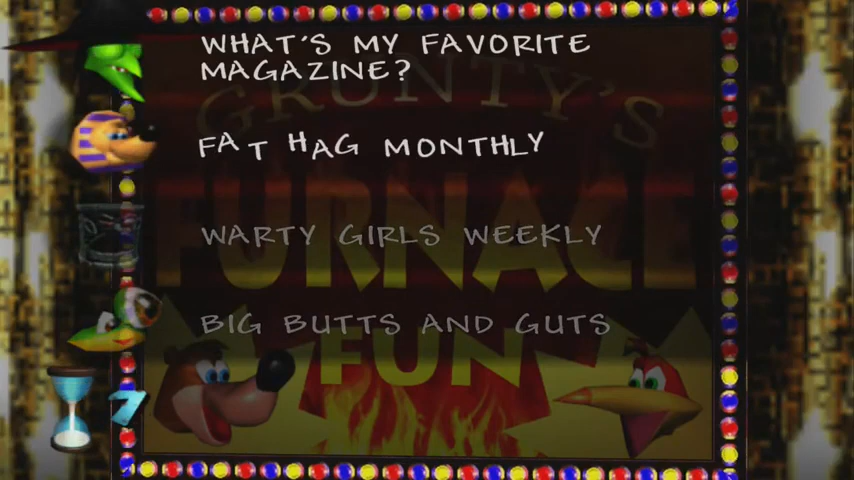 WHAT'S MY FAVORITE
MAGAZINE?
GRUNTY'S
FAT HAG MONTHLY
FURNACE
WARTY GIRLS WEEKLY
BIG BUTTS AND GUTS
FUN
7